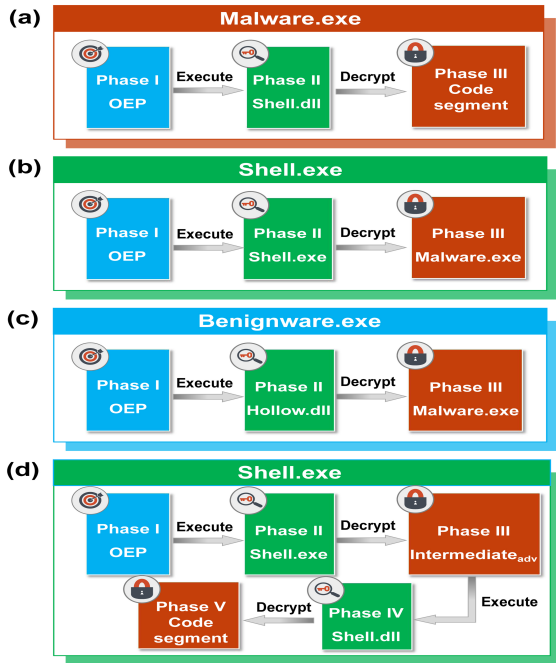 (a)
Malware.exe
Phase I
OEP
Execute
Phase II
Shell.dll
Decrypt
Phase III
Code
segment
(b)
Shell.exe
Phase I
OEP
Execute
Phase II
Shell.exe
Decrypt
Phase III
Malware.exe
(c)
Benignware.exe
Phase I
OEP
Execute
Phase II
Hollow.dll
Decrypt
Phase III
Malware.exe
(d)
Shell.exe
Phase I
OEP
Execute
Phase II
Shell.exe
Decrypt
Phase III
Intermediateadv
Execute
Phase IV
Shell.dll
Decrypt
Phase V
Code
segment